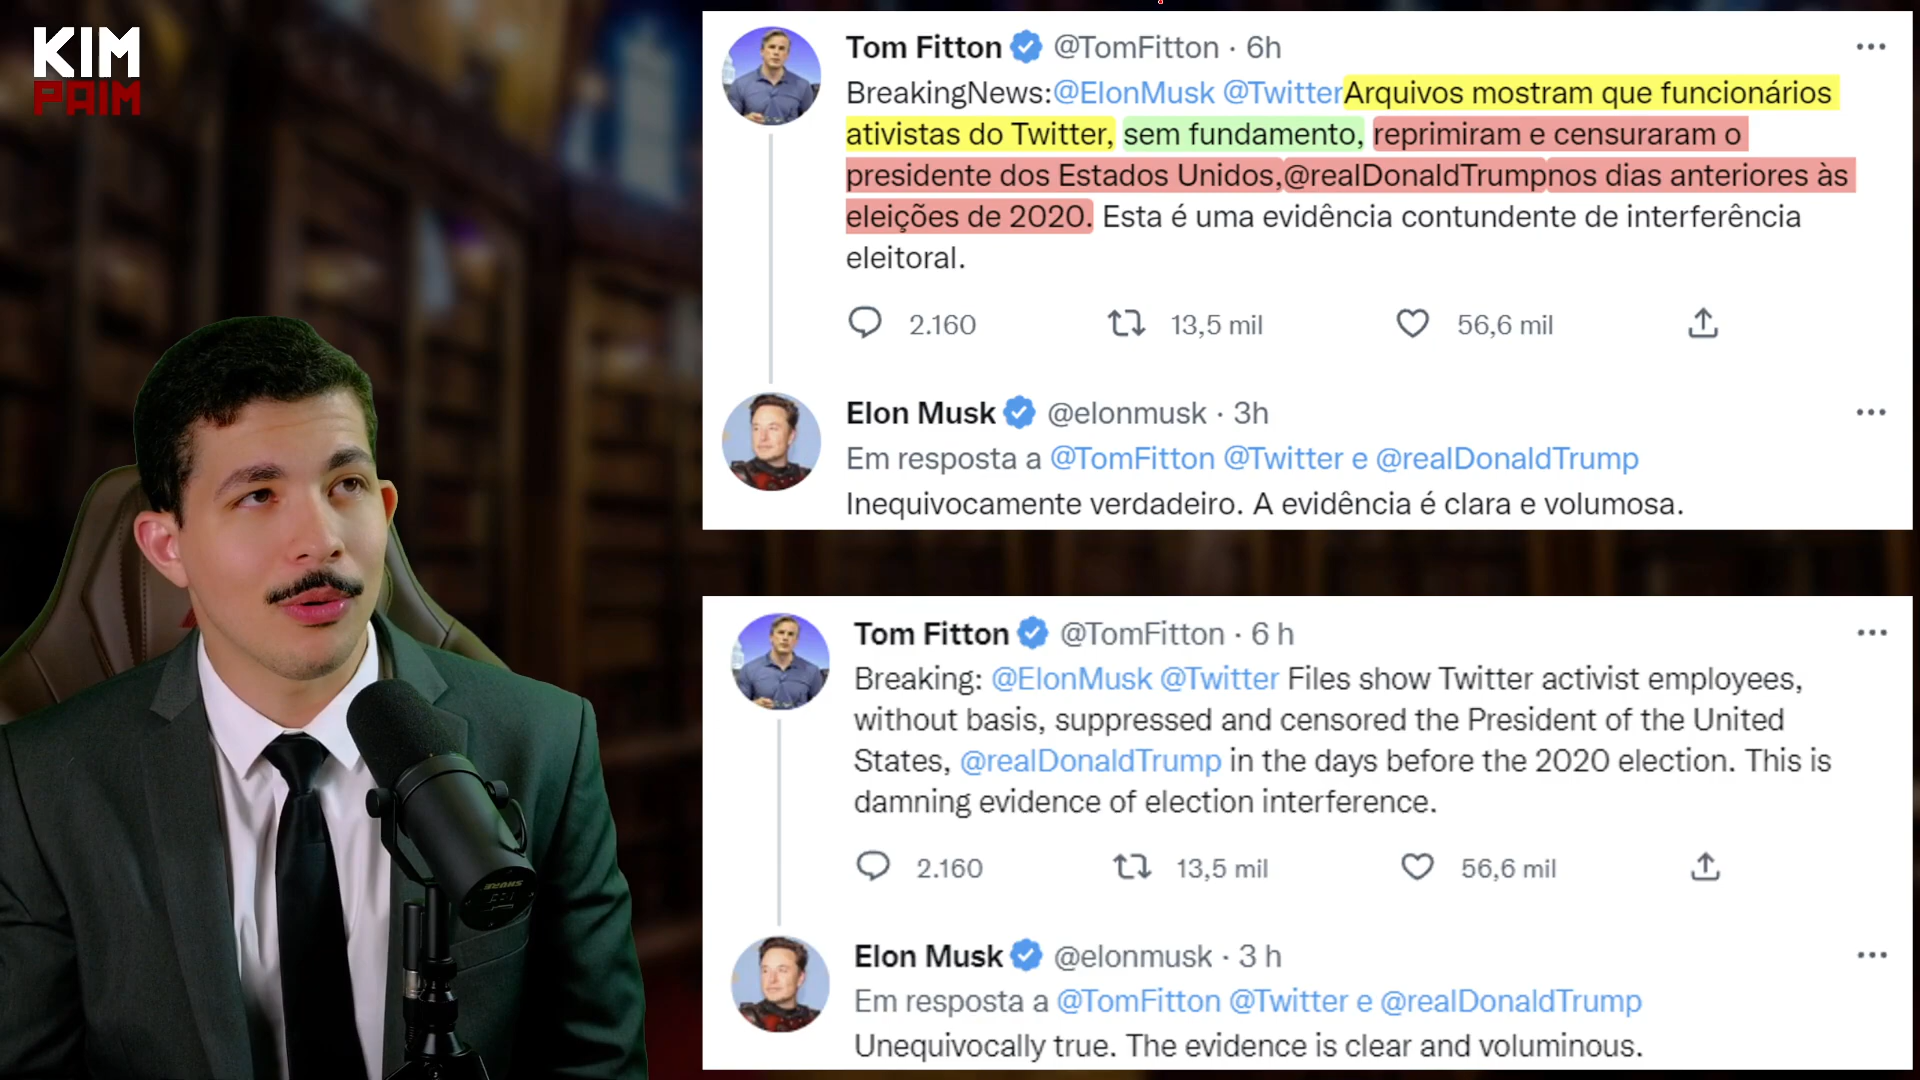 KIM
PAIM
Tom Fitton @TomFitton · 6h
BreakingNews:@ElonMusk @TwitterArquivos mostram que funcionários
ativistas do Twitter, sem fundamento, reprimiram e censuraram o
presidente dos Estados Unidos,@realDonaldTrumpnos dias anteriores às
eleições de 2020. Esta é uma evidência contundente de interferência
eleitoral.
2.160 13,5 mil 56,6 mil
Elon Musk @elonmusk · 3h
Em resposta a @TomFitton @Twitter e @realDonaldTrump
Inequivocamente verdadeiro. A evidência é clara e volumosa.
Tom Fitton @TomFitton · 6 h
Breaking: @ElonMusk @Twitter Files show Twitter activist employees,
without basis, suppressed and censored the President of the United
States, @realDonaldTrump in the days before the 2020 election. This is
damning evidence of election interference.
2.160 13,5 mil 56,6 mil
Elon Musk @elonmusk · 3 h
Em resposta a @TomFitton @Twitter e @realDonaldTrump
Unequivocally true. The evidence is clear and voluminous.
SHURE